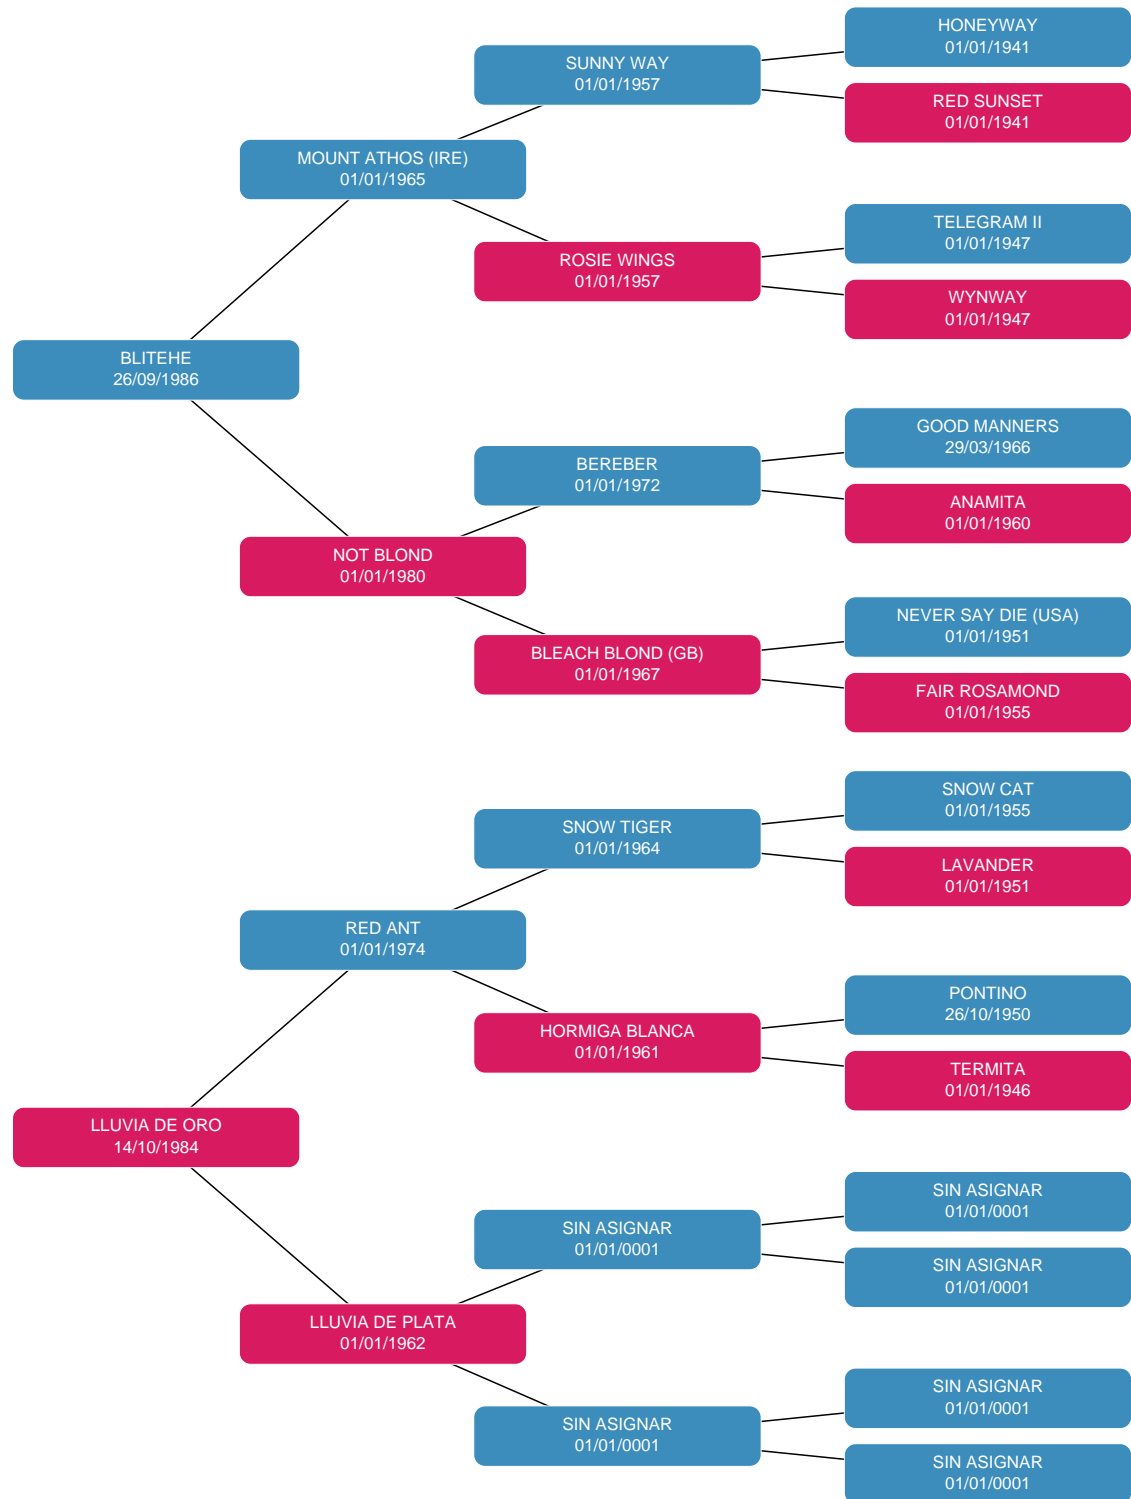 HONEYWAY
01/01/1941
SUNNY WAY
01/01/1957
RED SUNSET
01/01/1941
MOUNT ATHOS (IRE)
01/01/1965
TELEGRAM II
01/01/1947
ROSIE WINGS
01/01/1957
WYNWAY
01/01/1947
BLITEHE
26/09/1986
GOOD MANNERS
29/03/1966
BEREBER
01/01/1972
ANAMITA
01/01/1960
NOT BLOND
01/01/1980
NEVER SAY DIE (USA)
01/01/1951
BLEACH BLOND (GB)
01/01/1967
FAIR ROSAMOND
01/01/1955
SNOW CAT
01/01/1955
SNOW TIGER
01/01/1964
LAVANDER
01/01/1951
RED ANT
01/01/1974
PONTINO
26/10/1950
HORMIGA BLANCA
01/01/1961
TERMITA
01/01/1946
LLUVIA DE ORO
14/10/1984
SIN ASIGNAR
01/01/0001
SIN ASIGNAR
01/01/0001
SIN ASIGNAR
01/01/0001
LLUVIA DE PLATA
01/01/1962
SIN ASIGNAR
01/01/0001
SIN ASIGNAR
01/01/0001
SIN ASIGNAR
01/01/0001